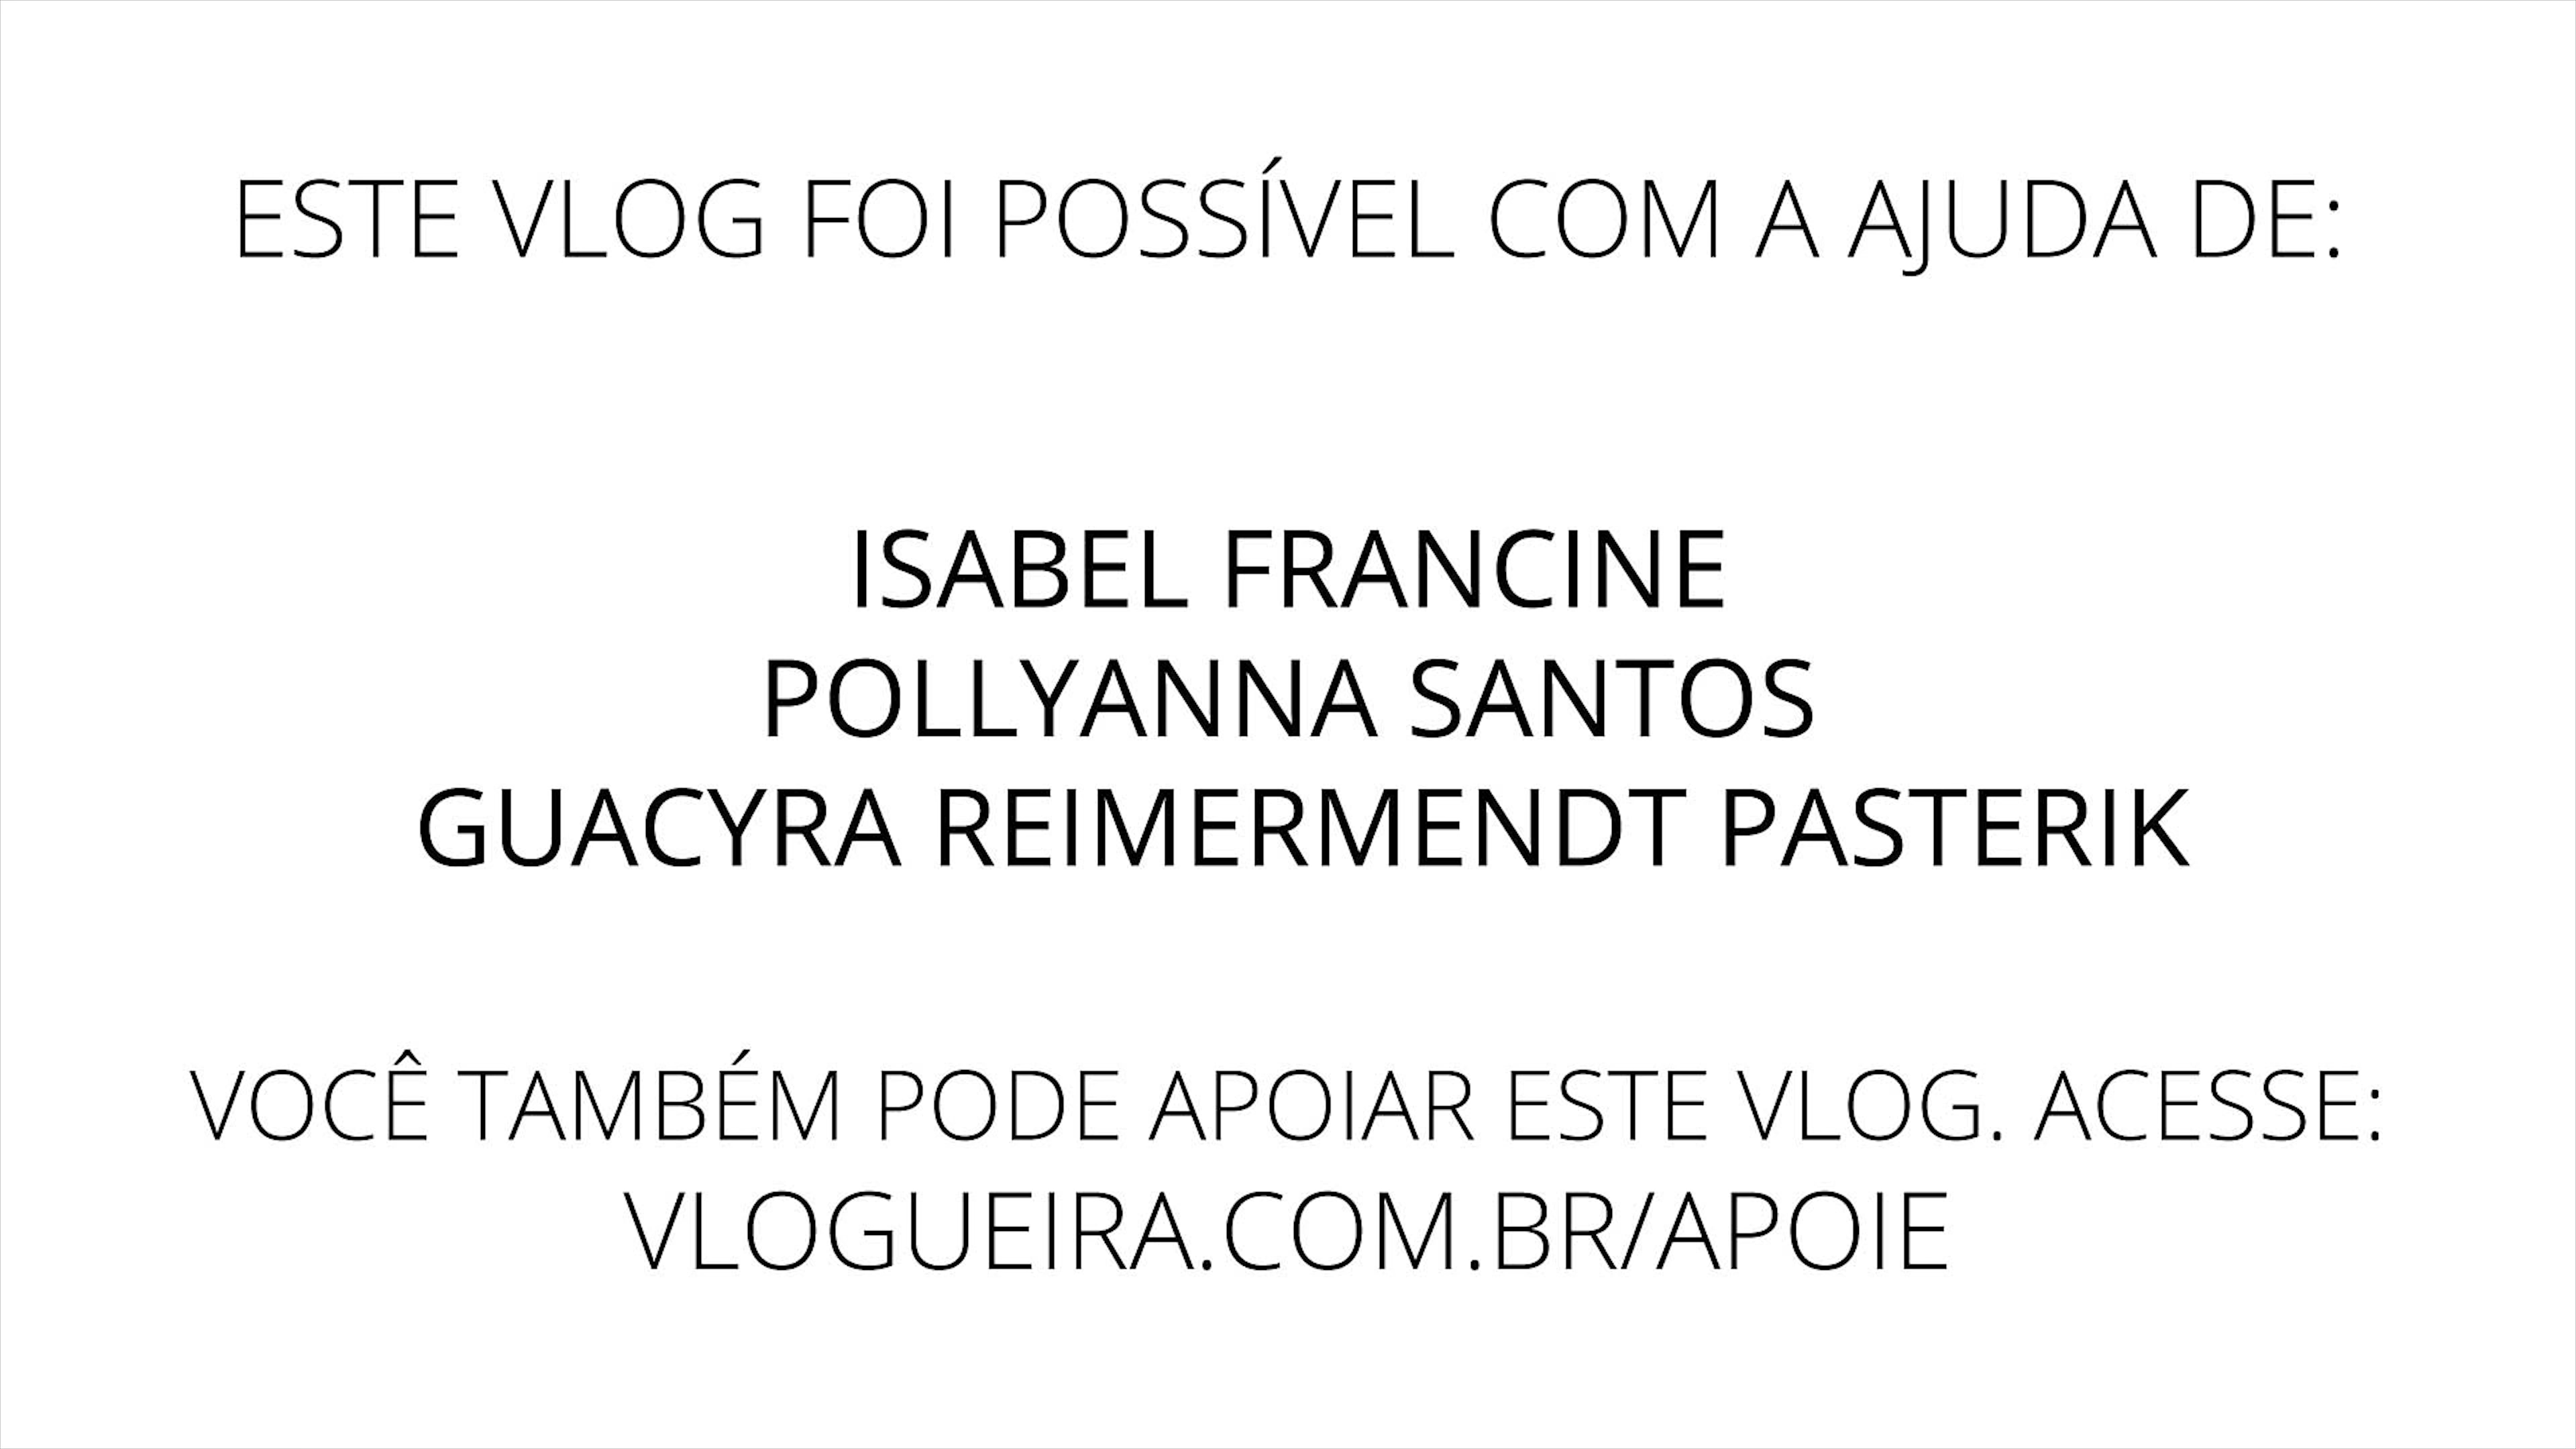 ESTE VLOG FOI POSSÍVEL COM A AJUDA DE:
ISABEL FRANCINE
POLLYANNA SANTOS
GUACYRA REIMERMENDT PASTERIK
VOCÊ TAMBÉM PODE APOIAR ESTE VLOG. ACESSE:
VLOGUEIRA.COM.BR/APOIE